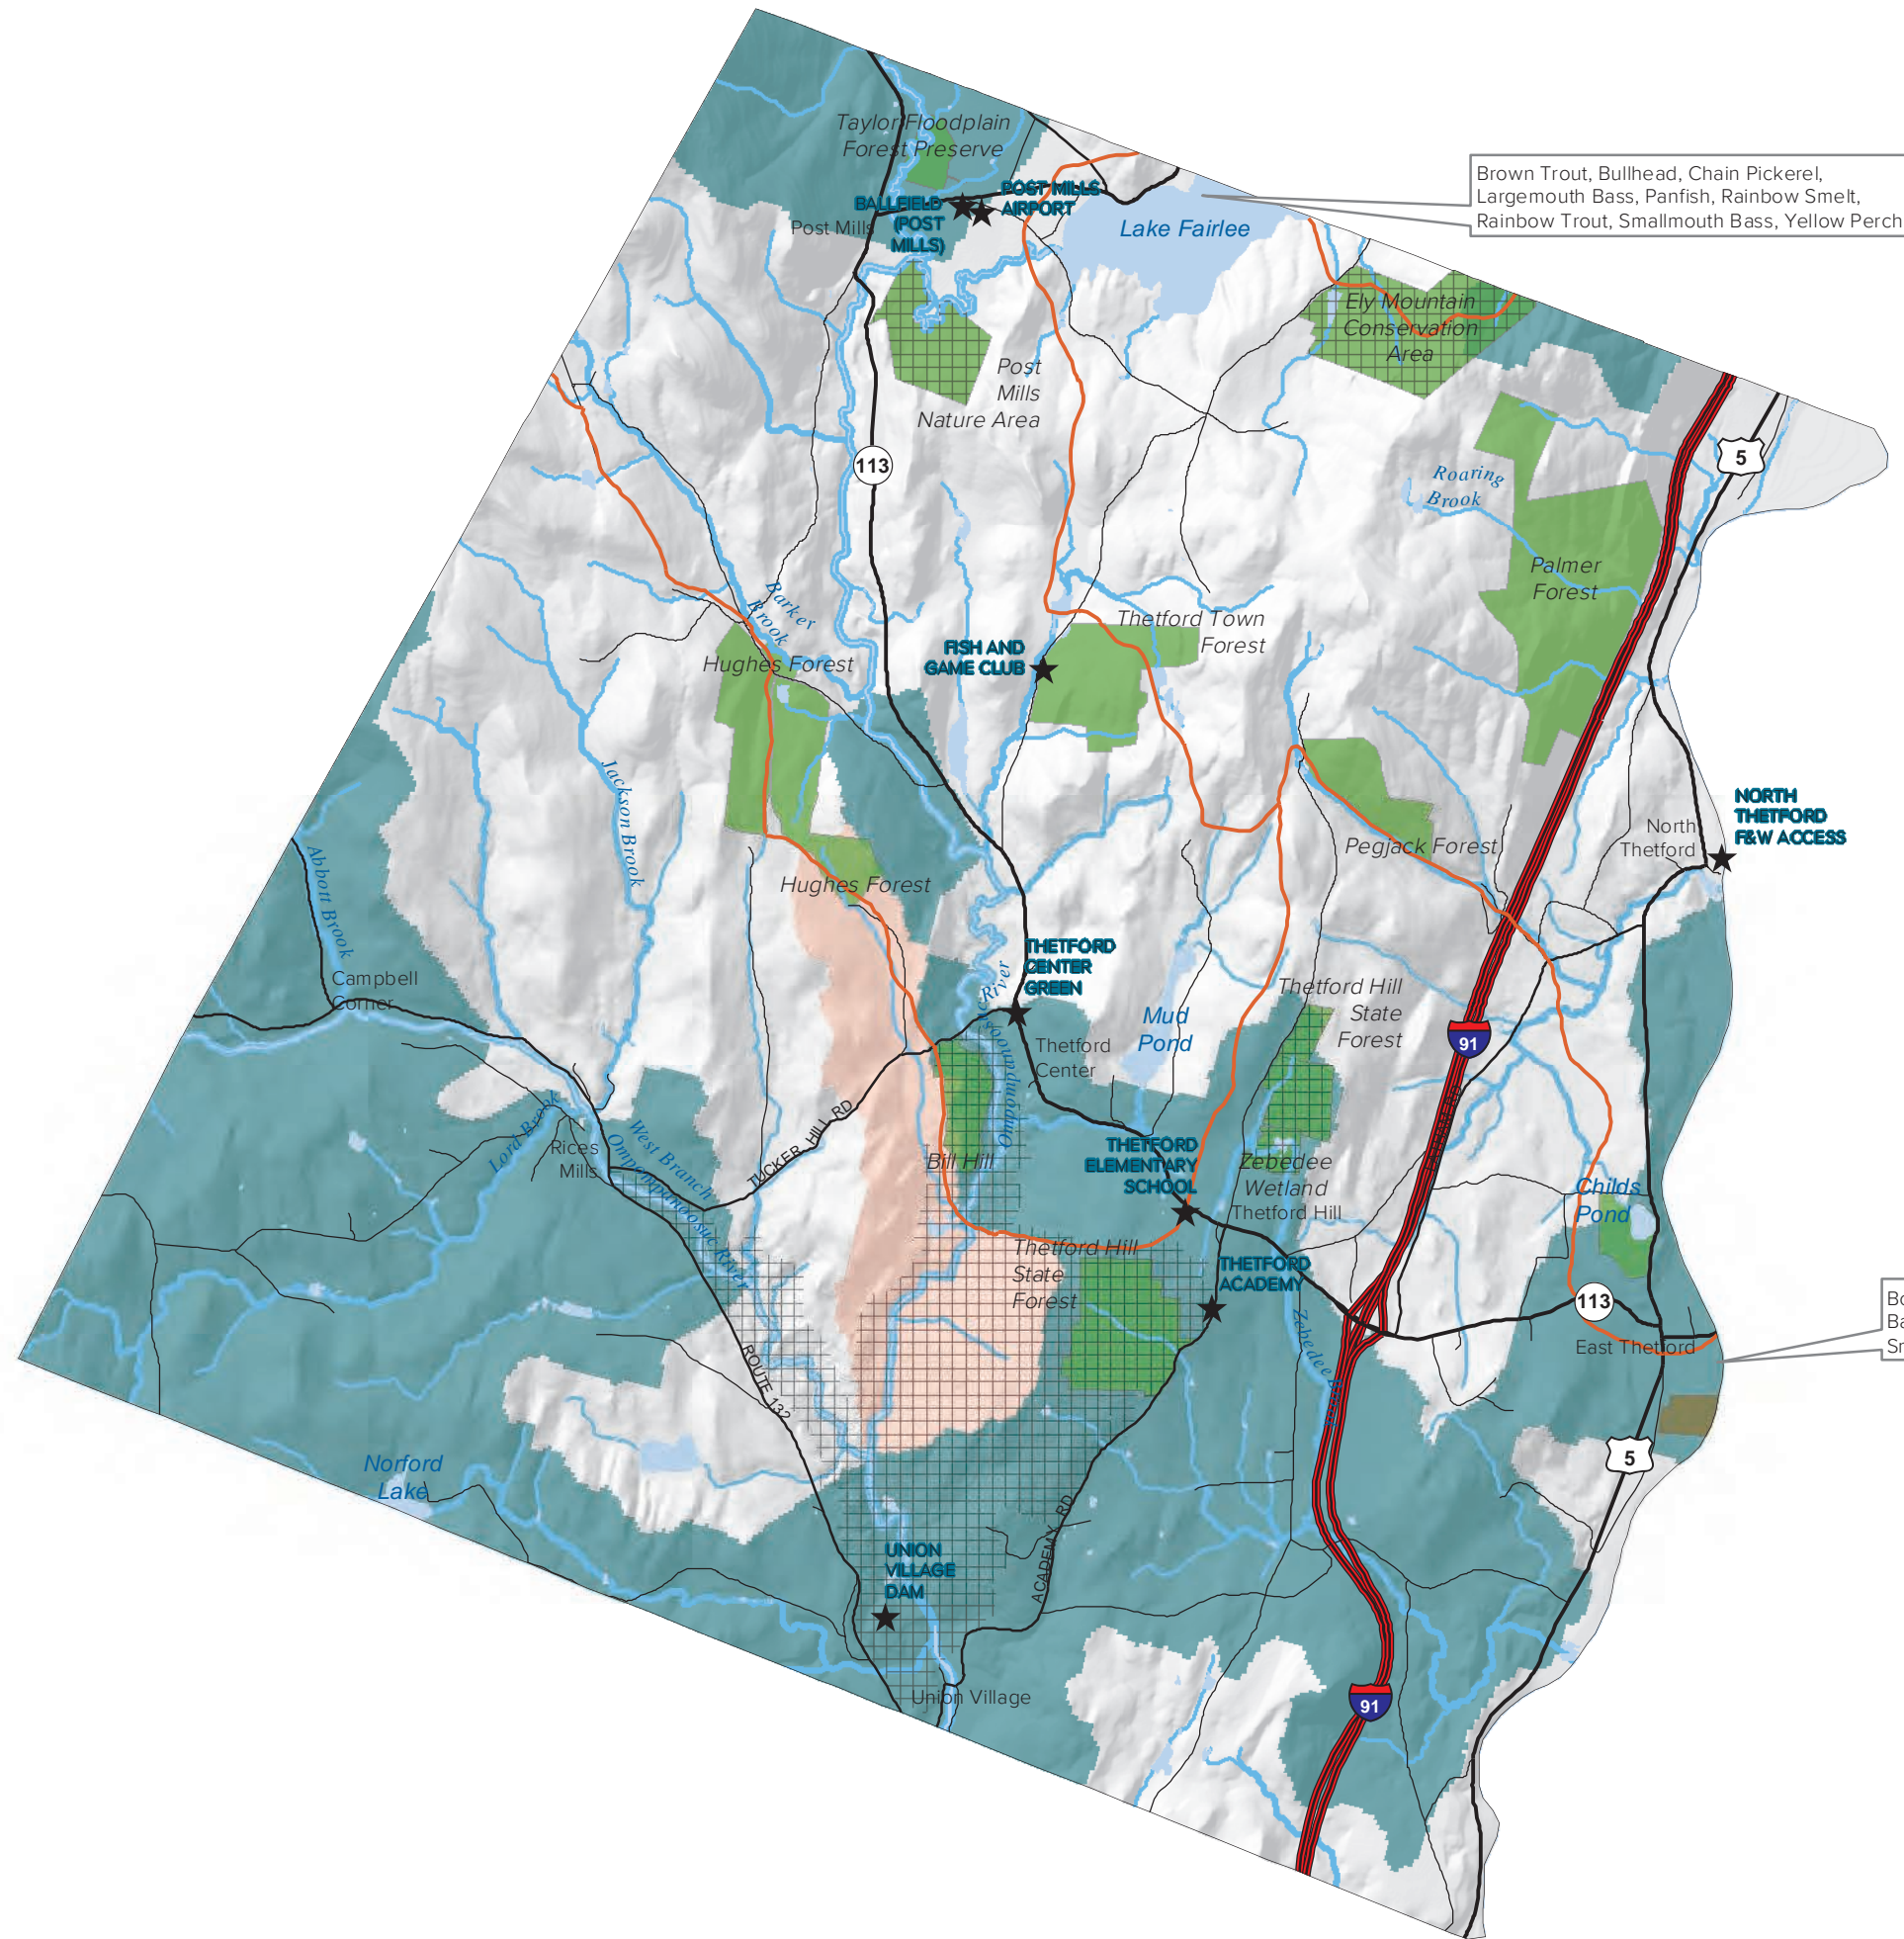 Taylor Floodplain
Forest Preserve
BALLFIELD
(POST
MILLS)
POST MILLS
AIRPORT
Post Mills
Lake Fairlee
Brown Trout, Bullhead, Chain Pickerel,
Largemouth Bass, Panfish, Rainbow Smelt,
Rainbow Trout, Smallmouth Bass, Yellow Perch
Ely Mountain
Conservation
Area
Post
Mills
Nature Area
113
5
Roaring
Brook
Palmer
Forest
Barker
Brook
Thetford Town
Forest
FISH AND
GAME CLUB
Hughes Forest
Jackson Brook
NORTH
THETFORD
F&W ACCESS
North
Thetford
Pegjack Forest
Hughes Forest
Abbott Brook
Campbell
Corner
THETFORD
CENTER
GREEN
Thetford Hill
State
Forest
Mud
Pond
Thetford
Center
91
Ompompanoosuc River
Lord Brook
Rices
Mills
West Branch
Ompompanoosuc River
TUCKER HILL RD
Bill Hill
THETFORD
ELEMENTARY
SCHOOL
Zebedee
Wetland
Thetford Hill
Childs
Pond
Thetford Hill
State
Forest
THETFORD
ACADEMY
113
East Thetford
Zebedee
ROUTE 132
5
Norford
Lake
ACADEMY RD
UNION
VILLAGE
DAM
Union Village
91